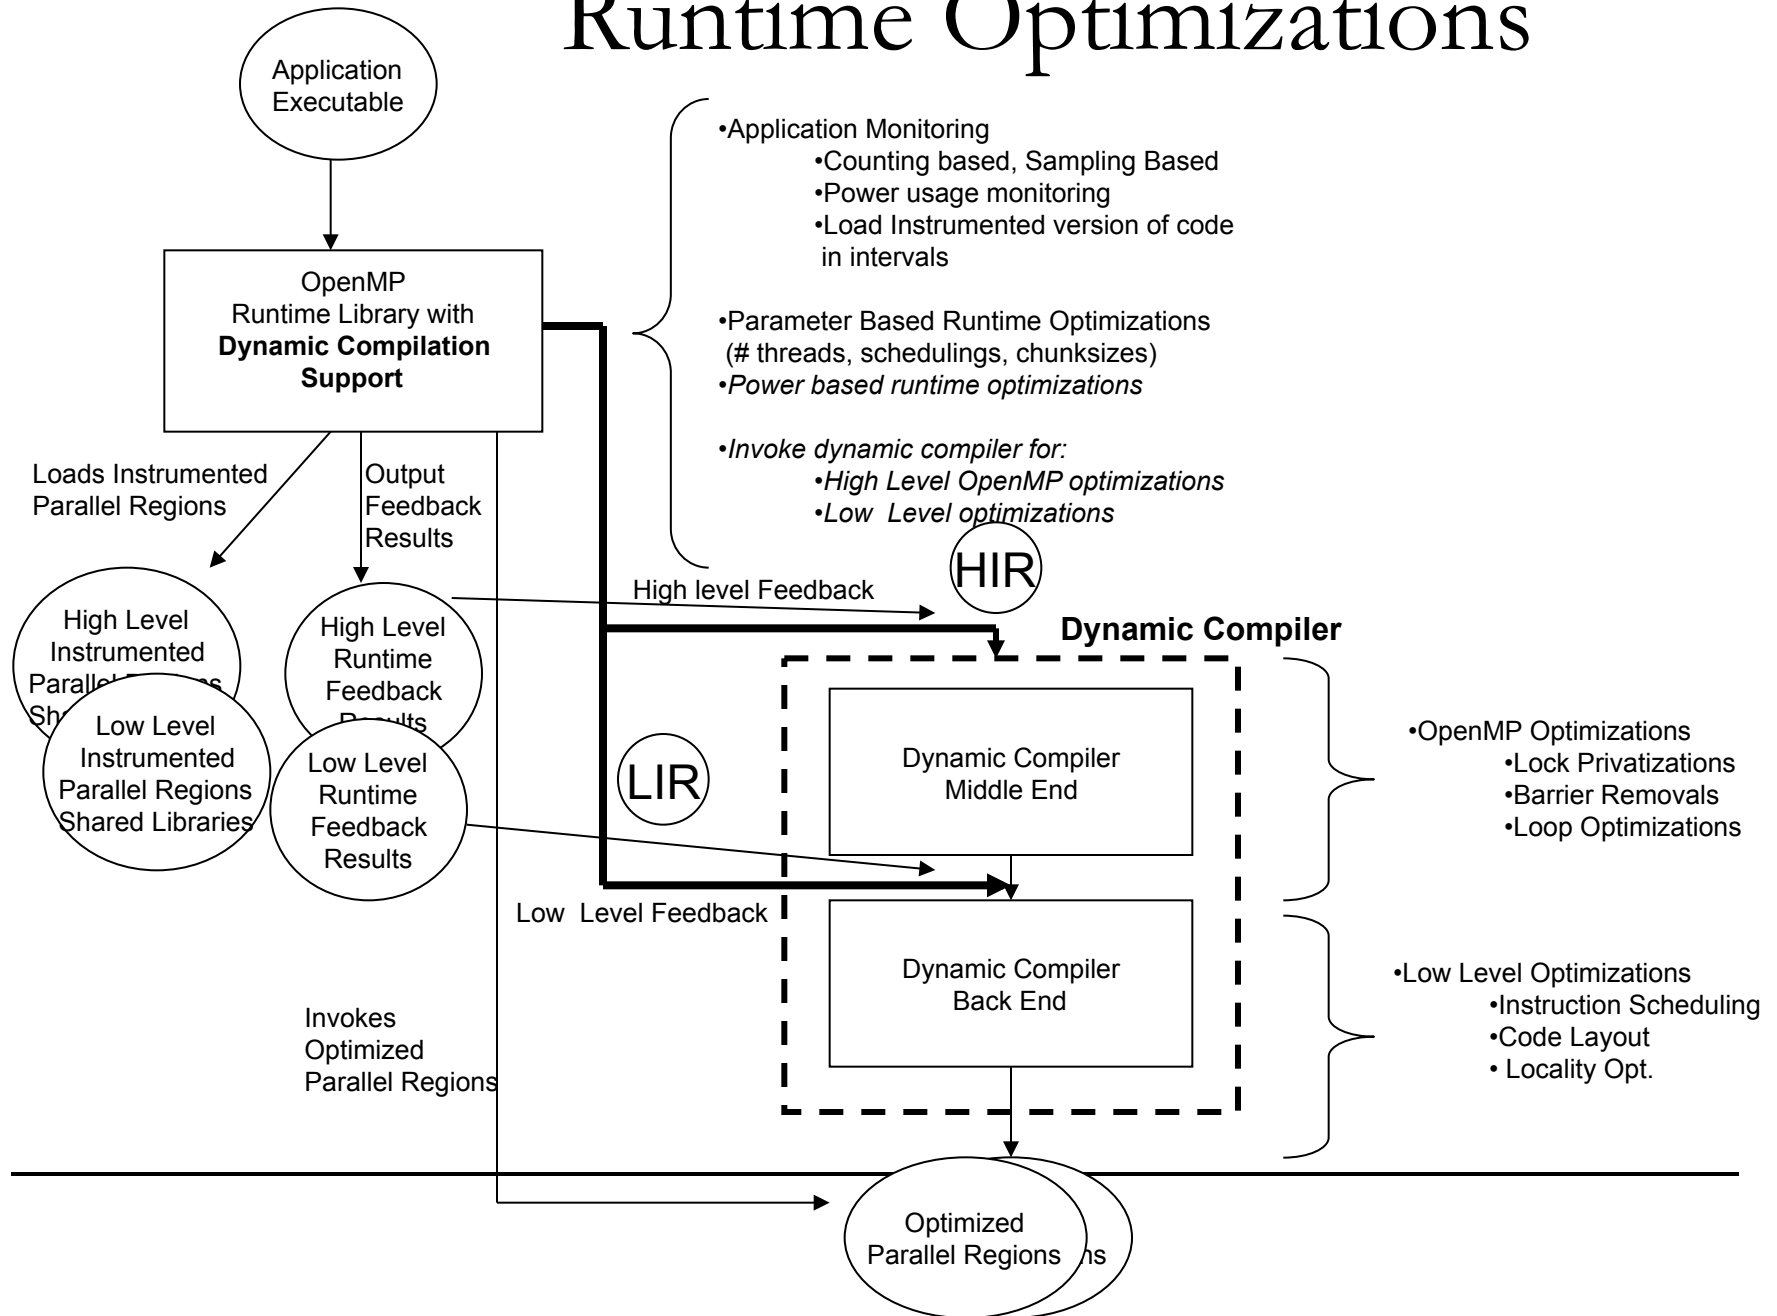 Runtime Optimizations
Application
Executable
•Application Monitoring
•Counting based, Sampling Based
•Power usage monitoring
•Load Instrumented version of code
in intervals
•Parameter Based Runtime Optimizations
(# threads, schedulings, chunksizes)
•Power based runtime optimizations
•Invoke dynamic compiler for:
•High Level OpenMP optimizations
•Low Level optimizations
OpenMP
Runtime Library with
Dynamic Compilation
Support
Loads Instrumented
Parallel Regions
Output
Feedback
Results
High Level
Instrumented
High Level
Runtime
Feedback
Results
Low Level
Instrumented
Parallel Regions
Shared Libraries
Low Level
Runtime
Feedback
Results
High level Feedback
HIR
Dynamic Compiler
LIR
Dynamic Compiler
Middle End
Low Level Feedback
Dynamic Compiler
Back End
•OpenMP Optimizations
•Lock Privatizations
•Barrier Removals
•Loop Optimizations
•Low Level Optimizations
•Instruction Scheduling
•Code Layout
• Locality Opt.
Invokes
Optimized
Parallel Regions
Optimized
Parallel Regions